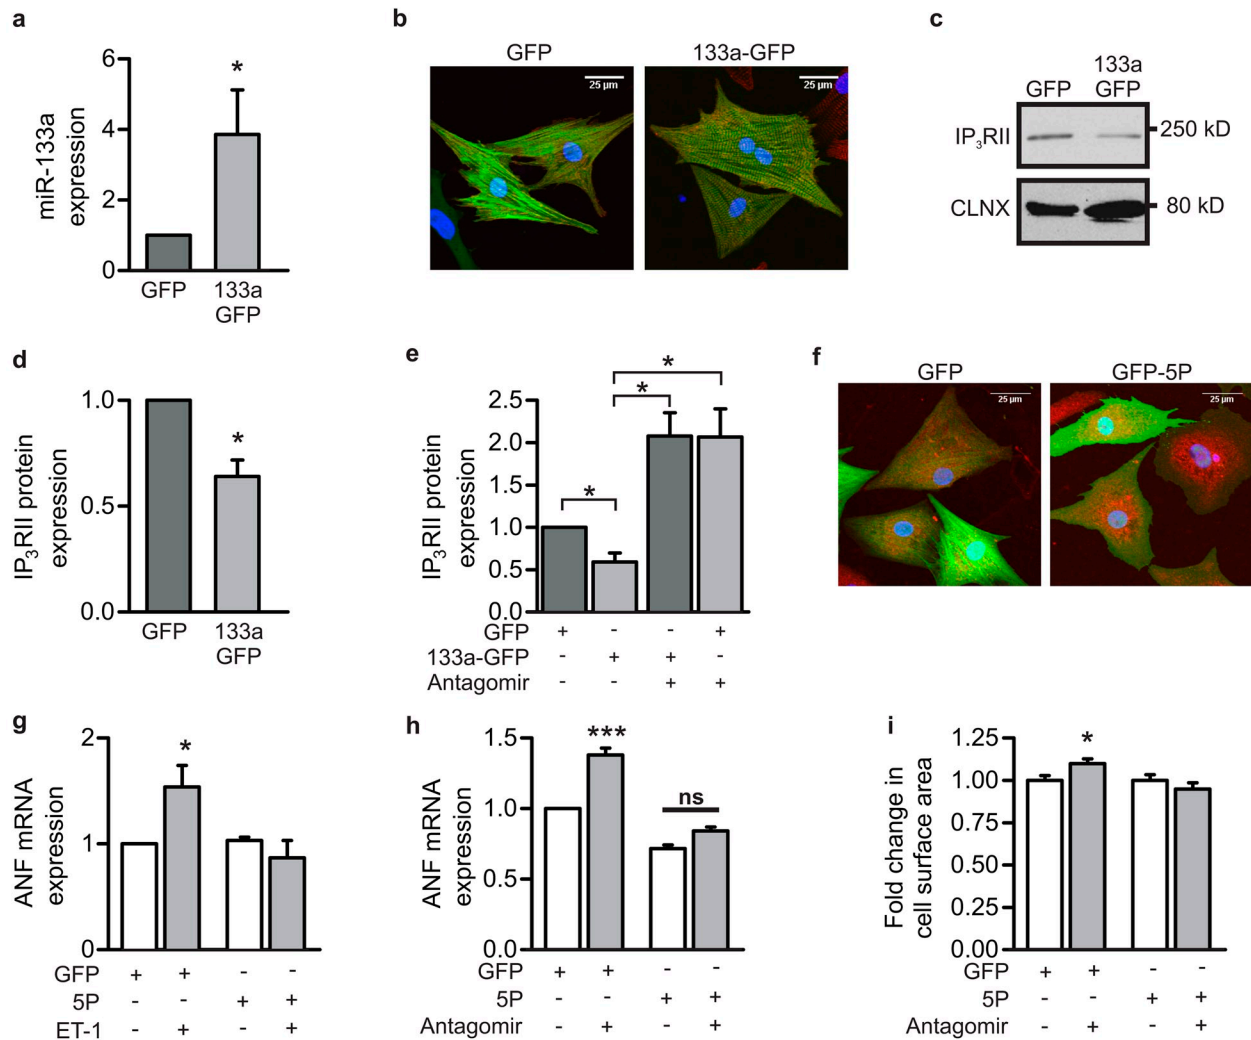 a
miR-133a
expression
6
4
2
0
*
GFP
133a
GFP
b
GFP
133a-GFP
25 µm
25 µm
c
GFP
133a
GFP
IP3RII
250 kD
CLNX
80 kD
d
IP3RII protein
expression
1.0
0.5
0.0
*
GFP
133a
GFP
e
IP3RII protein
expression
2.5
2.0
1.5
1.0
0.5
0.0
*
*
*
GFP + - - +
133a-GFP - + + -
Antagomir - - + +
f
GFP
GFP-5P
25 µm
25 µm
g
ANF mRNA
expression
2
1
0
*
GFP + + - -
5P - - + +
ET-1 - + - +
h
ANF mRNA
expression
1.5
1.0
0.5
0.0
***
ns
GFP + + - -
5P - - + +
Antagomir - + - +
i
Fold change in
cell surface area
1.25
1.00
0.75
0.50
0.25
0.00
*
GFP + + - -
5P - - + +
Antagomir - + - +